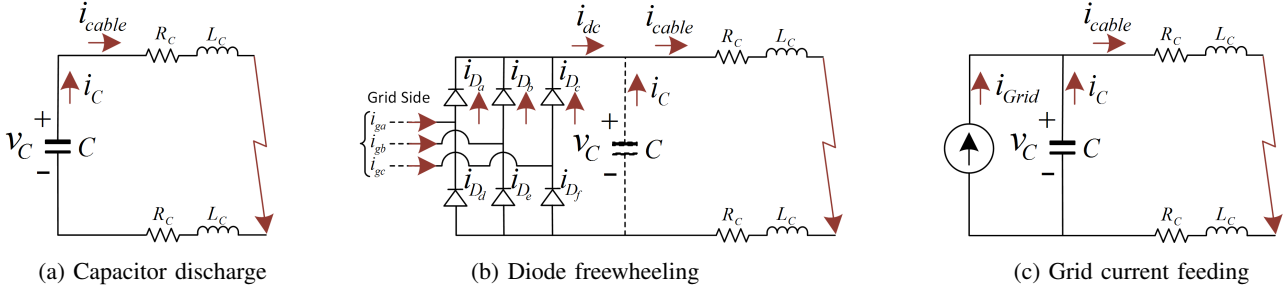 i_cable R_C L_C
i_C
+
v_C C
-
R_C L_C
(a) Capacitor discharge
i_dc i_cable R_C L_C
i_Da i_Db i_Dc
Grid Side
i_ga
i_gb
i_gc
i_C
+
v_C C
-
i_Dd i_De i_Df
R_C L_C
(b) Diode freewheeling
i_cable R_C L_C
i_Grid i_C
+
v_C C
-
R_C L_C
(c) Grid current feeding